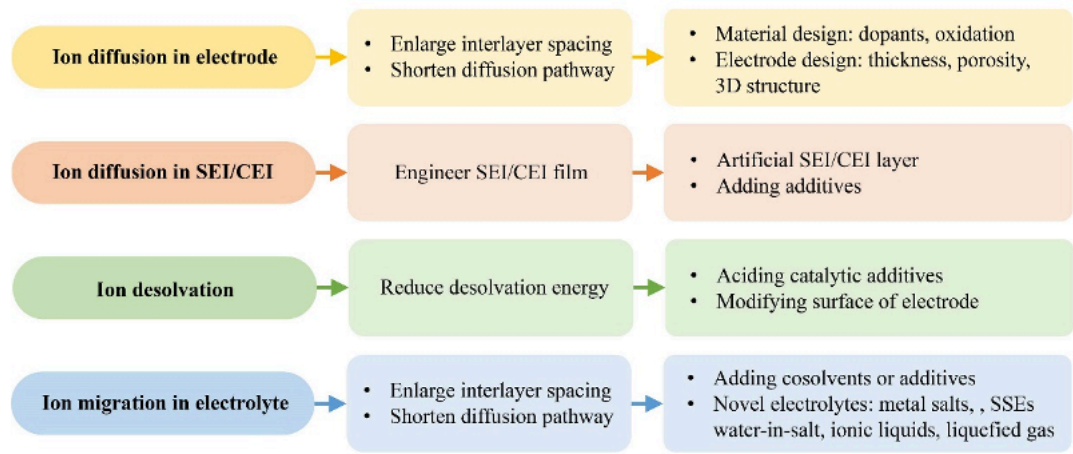 Ion diffusion in electrode
• Enlarge interlayer spacing
• Shorten diffusion pathway
• Material design: dopants, oxidation
• Electrode design: thickness, porosity,
3D structure
Ion diffusion in SEI/CEI
Engineer SEI/CEI film
• Artificial SEI/CEI layer
• Adding additives
Ion desolvation
Reduce desolvation energy
• Aciding catalytic additives
• Modifying surface of electrode
Ion migration in electrolyte
• Enlarge interlayer spacing
• Shorten diffusion pathway
• Adding cosolvents or additives
• Novel electrolytes: metal salts, , SSEs
water-in-salt, ionic liquids, liquefied gas